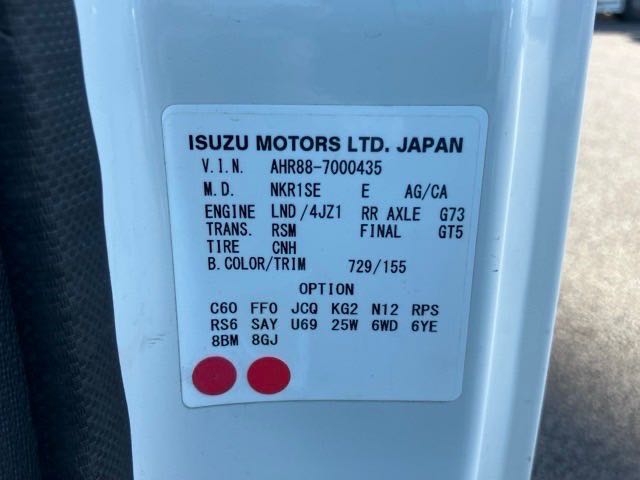 ISUZU MOTORS LTD. JAPAN
V.I.N. AHR88-7000435
M.D. NKR1SE E AG/CA
ENGINE LND/4JZ1 RR AXLE G73
TRANS. RSM FINAL GT5
TIRE CNH
B.COLOR/TRIM 729/155
OPTION
C60 FF0 JCQ KG2 N12 RPS
RS6 SAY U69 25W 6WD 6YE
8BM 8GJ